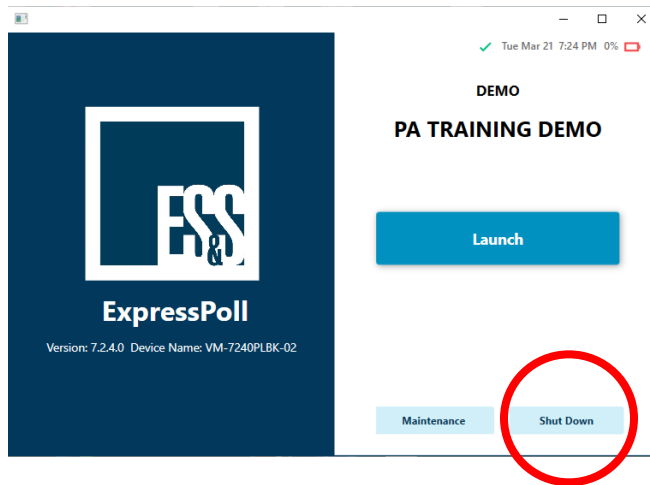 Tue Mar 21 7:24 PM 0%
DEMO
PA TRAINING DEMO
ES&S
Launch
ExpressPoll
Version: 7.2.4.0 Device Name: VM-7240PLBK-02
Maintenance
Shut Down